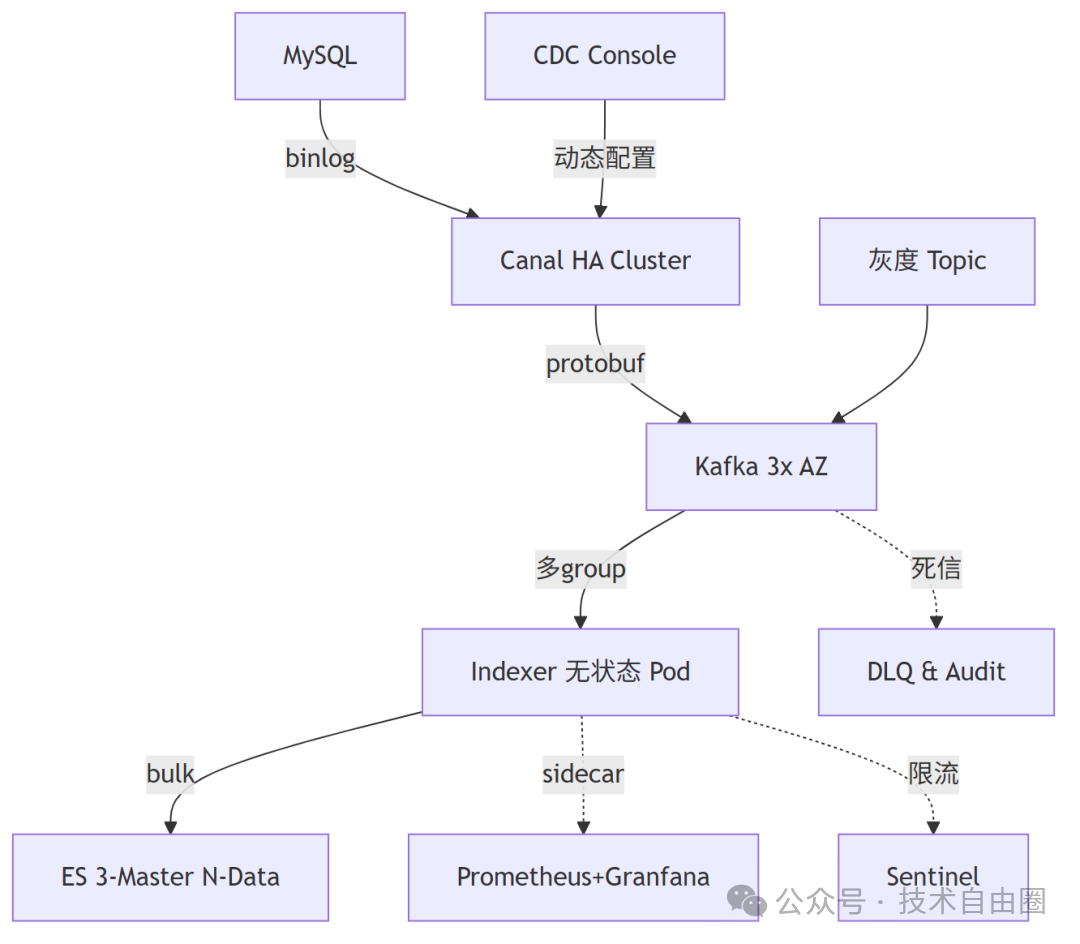 MySQL
CDC Console
binlog
动态配置
Canal HA Cluster
灰度 Topic
protobuf
Kafka 3x AZ
多group
死信
Indexer 无状态 Pod
DLQ & Audit
bulk
sidecar
限流
ES 3-Master N-Data
Prometheus+Granfana
Sentinel
公众号 · 技术自由圈